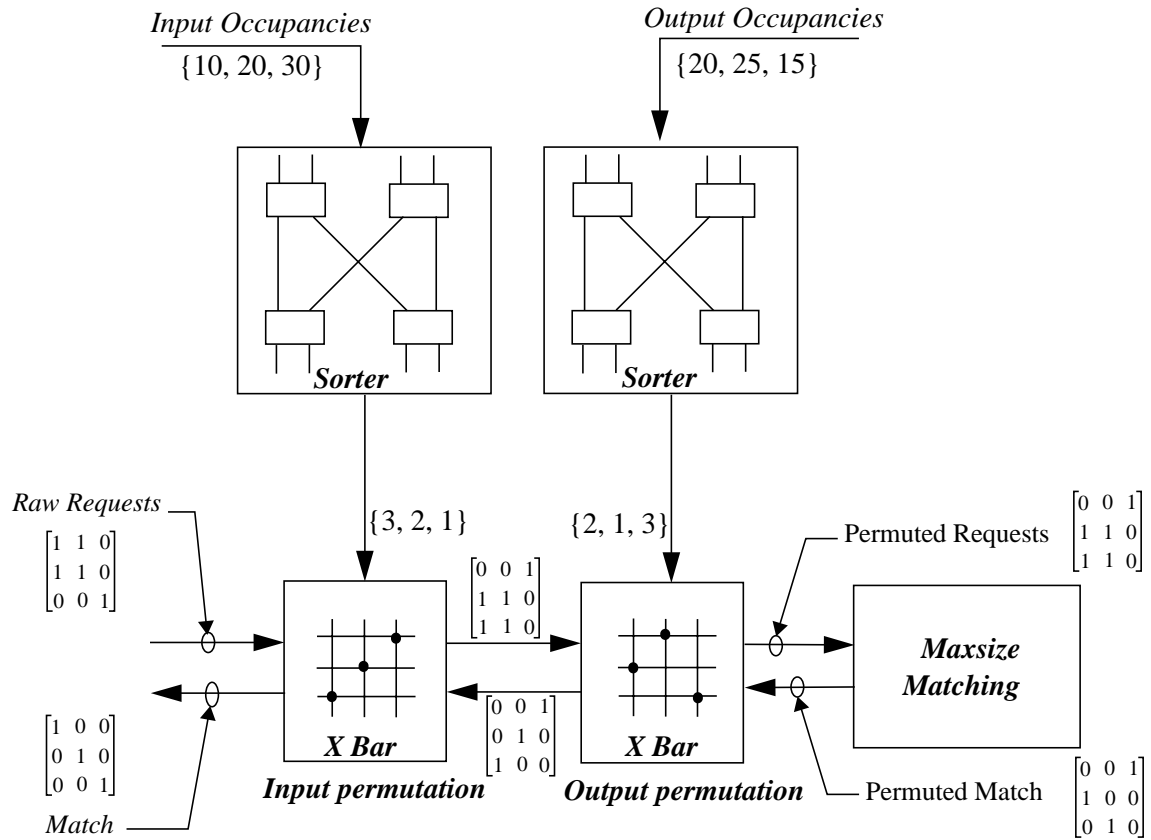 Input Occupancies
Output Occupancies
{10, 20, 30}
{20, 25, 15}
Sorter
Sorter
Raw Requests
1 1 0
1 1 0
0 0 1
{3, 2, 1}
{2, 1, 3}
Permuted Requests
0 0 1
1 1 0
1 1 0
0 0 1
1 1 0
1 1 0
Maxsize
Matching
X Bar
Input permutation
0 0 1
0 1 0
1 0 0
X Bar
Output permutation
1 0 0
0 1 0
0 0 1
Match
Permuted Match
0 0 1
1 0 0
0 1 0